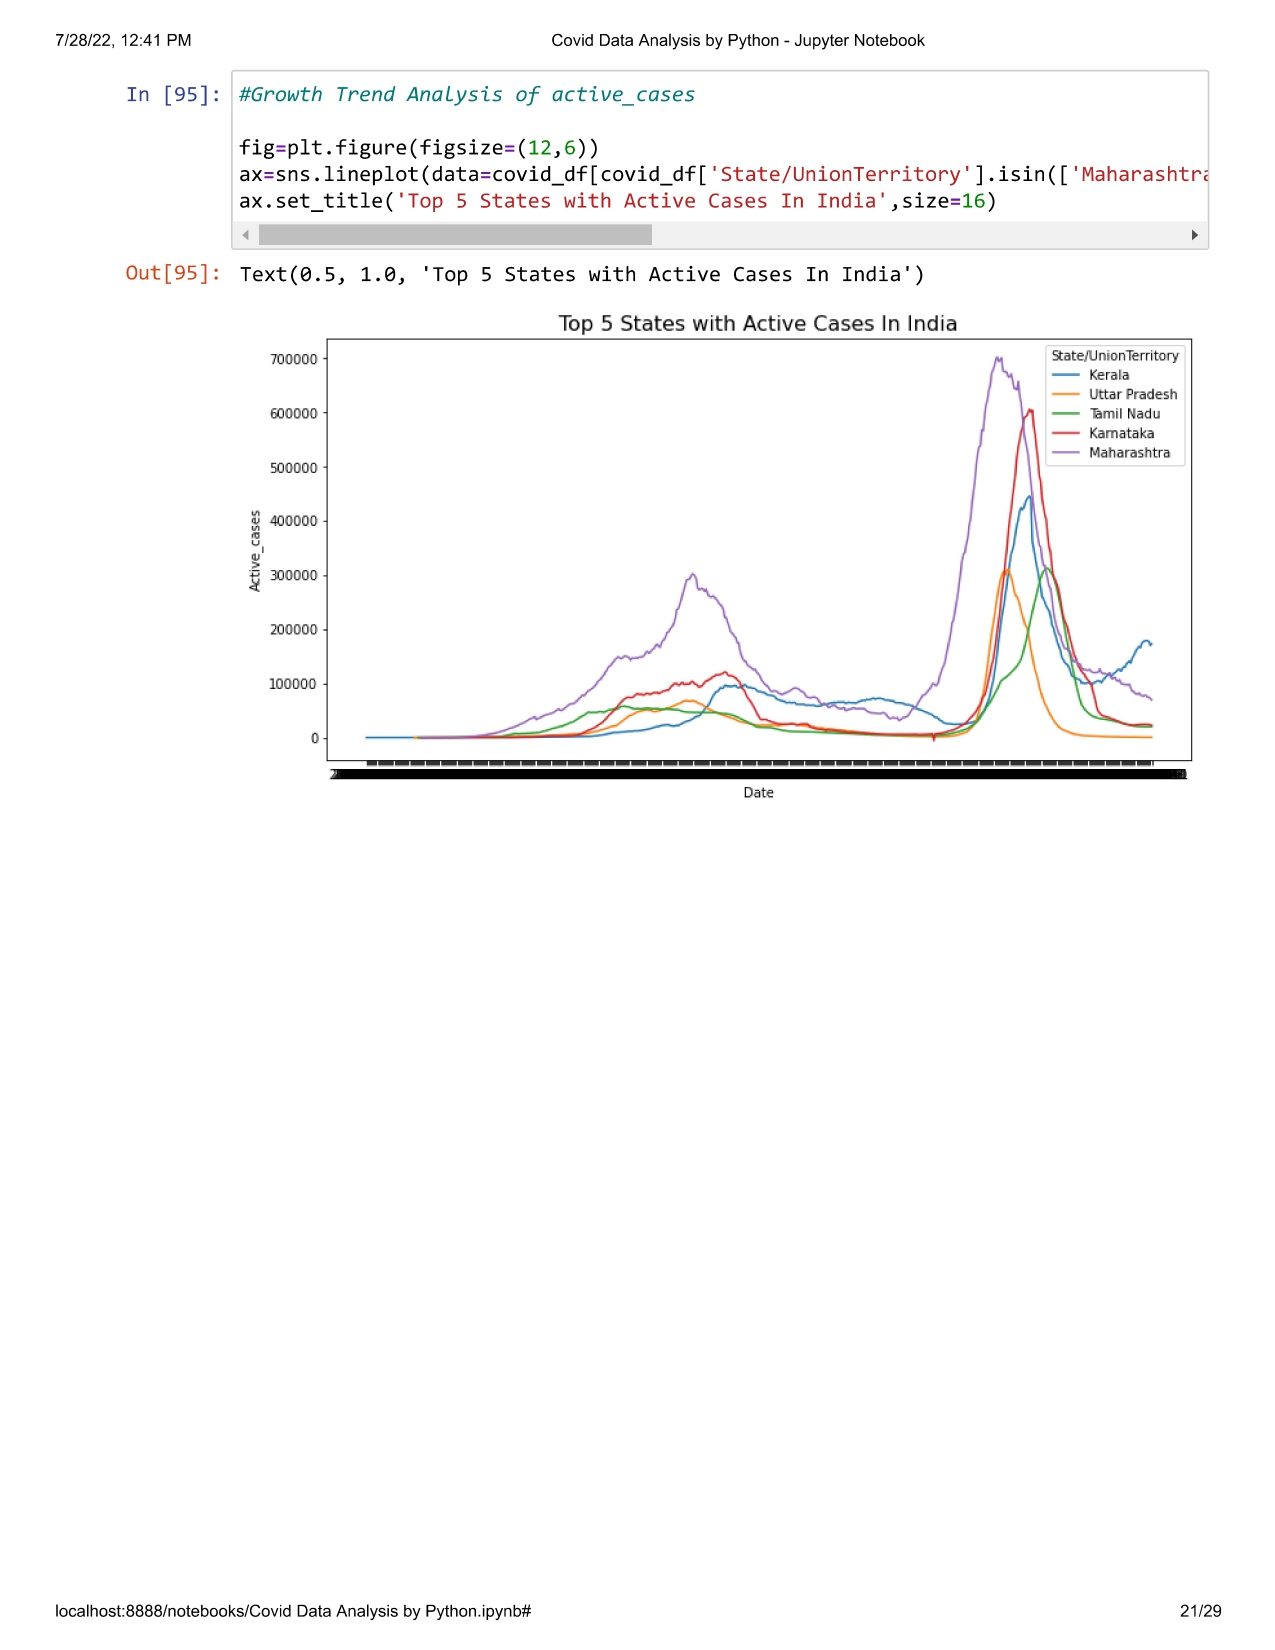 7/28/22, 12:41 PM
Covid Data Analysis by Python - Jupyter Notebook
In [95]:
#Growth Trend Analysis of active_cases
fig=plt.figure(figsize=(12,6))
ax=sns.lineplot(data=covid_df[covid_df['State/UnionTerritory'].isin(['Maharashtra
ax.set_title('Top 5 States with Active Cases In India',size=16)
Out[95]:
Text(0.5, 1.0, 'Top 5 States with Active Cases In India')
Top 5 States with Active Cases In India
State/UnionTerritory
Kerala
Uttar Pradesh
Tamil Nadu
Karnataka
Maharashtra
700000
600000
500000
400000
300000
200000
100000
0
Active_cases
Date
localhost:8888/notebooks/Covid Data Analysis by Python.ipynb#
21/29